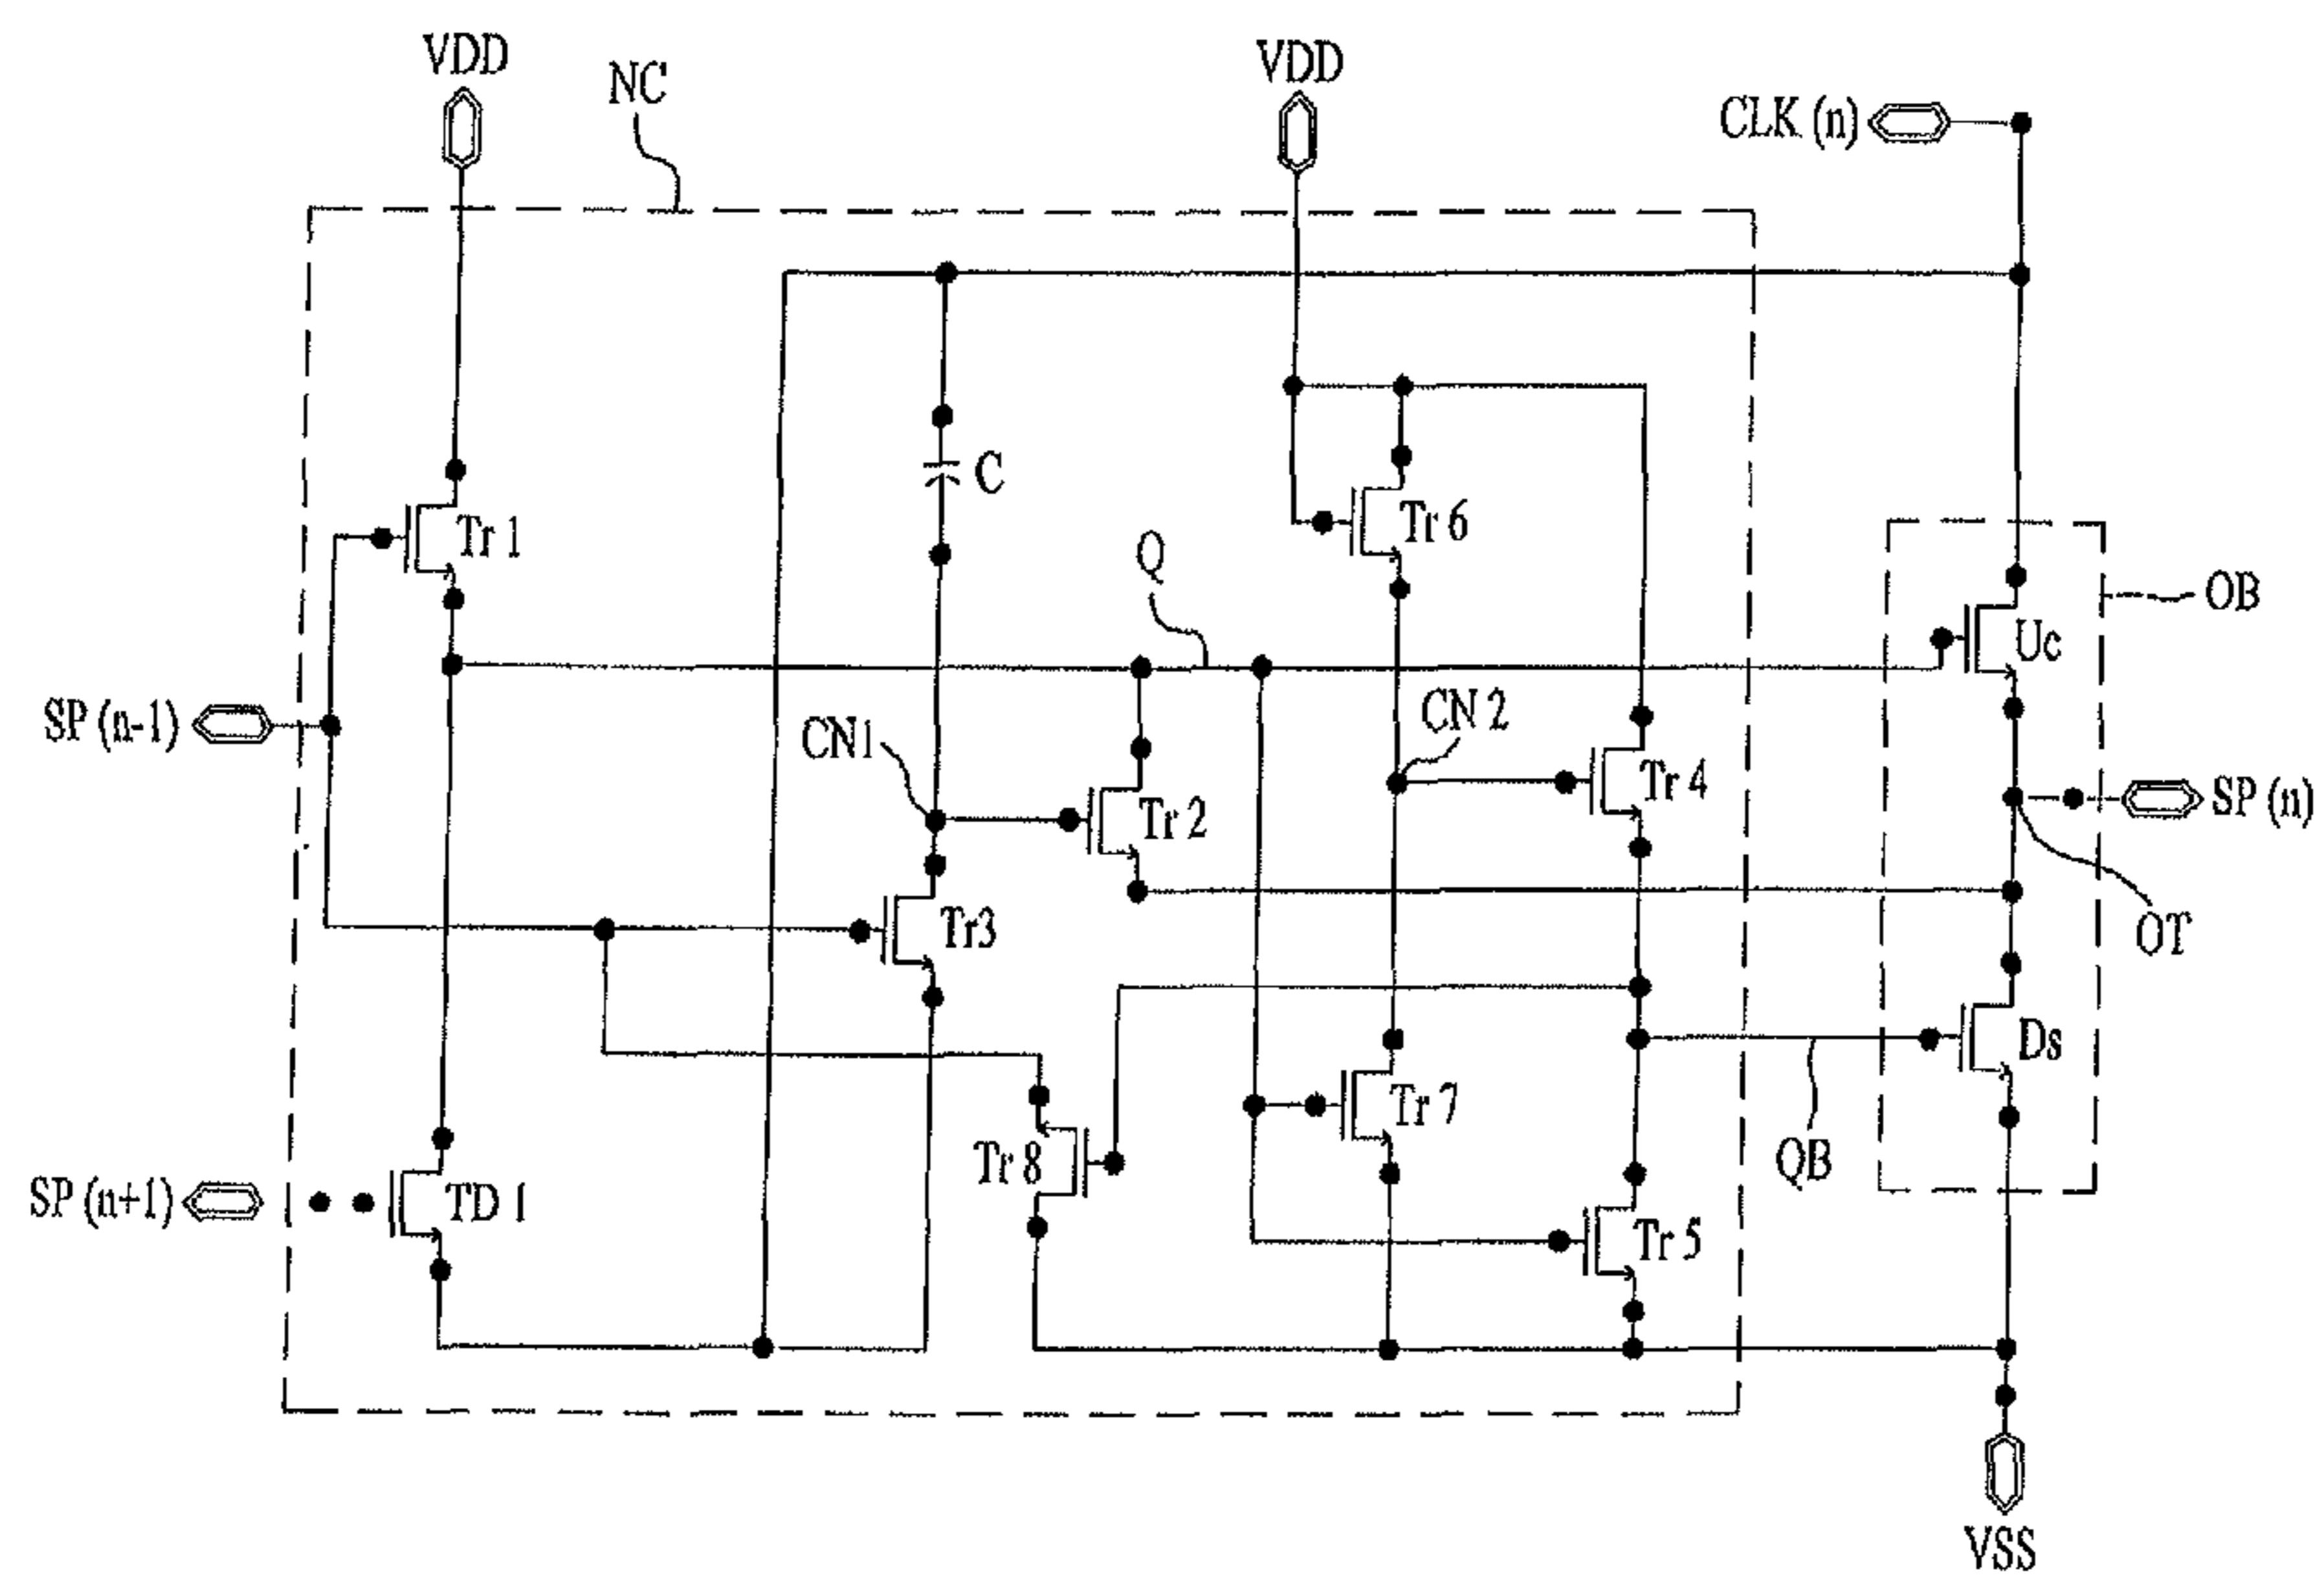 VDD
NC
VDD
CLK (n)
C
Tr 1
Tr 6
Q
OB
Uc
SP (n-1)
CN1
CN 2
Tr 2
Tr 4
SP (n)
Tr3
OT
Ds
Tr 7
Tr 8
QB
SP (n+1)
TD 1
Tr 5
VSS